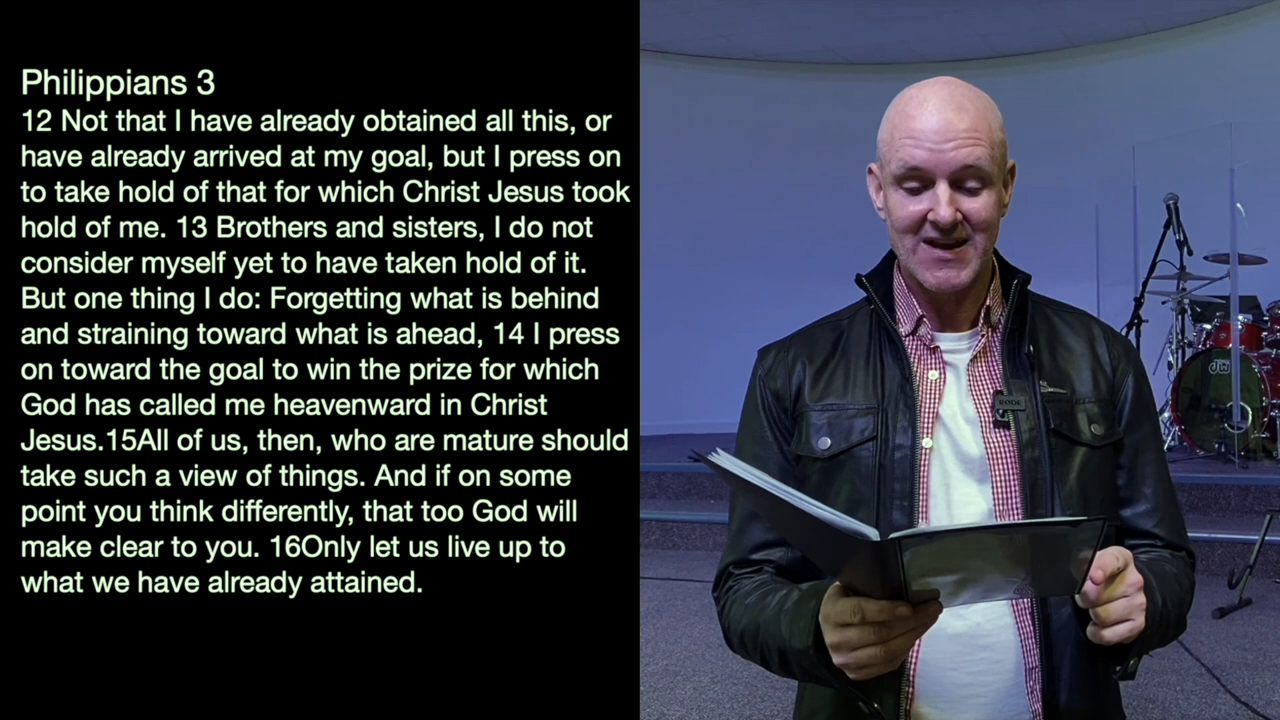 Philippians 3
12 Not that I have already obtained all this, or
have already arrived at my goal, but I press on
to take hold of that for which Christ Jesus took
hold of me. 13 Brothers and sisters, I do not
consider myself yet to have taken hold of it.
But one thing I do: Forgetting what is behind
and straining toward what is ahead, 14 I press
on toward the goal to win the prize for which
God has called me heavenward in Christ
Jesus.15All of us, then, who are mature should
take such a view of things. And if on some
point you think differently, that too God will
make clear to you. 16Only let us live up to
what we have already attained.
RØDE
DW